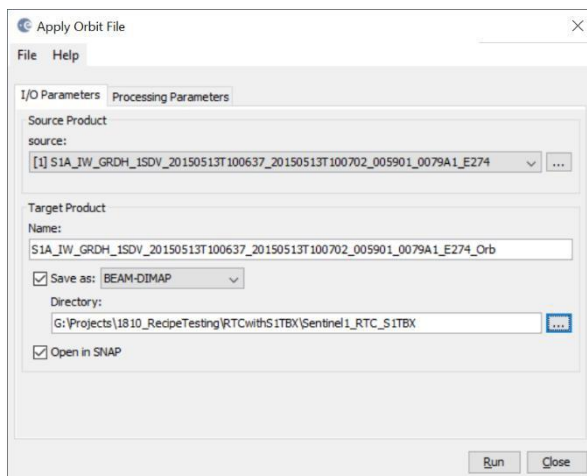 Apply Orbit File
File Help
I/O Parameters Processing Parameters
Source Product
source:
[1] S1A_IW_GRDH_1SDV_20150513T100637_20150513T100702_005901_0079A1_E274 ...
Target Product
Name:
S1A_IW_GRDH_1SDV_20150513T100637_20150513T100702_005901_0079A1_E274_Orb
Save as: BEAM-DIMAP
Directory:
G:\Projects\1810_RecipeTesting\RTCwithS1TBX\Sentinel1_RTC_S1TBX ...
Open in SNAP
Run Close